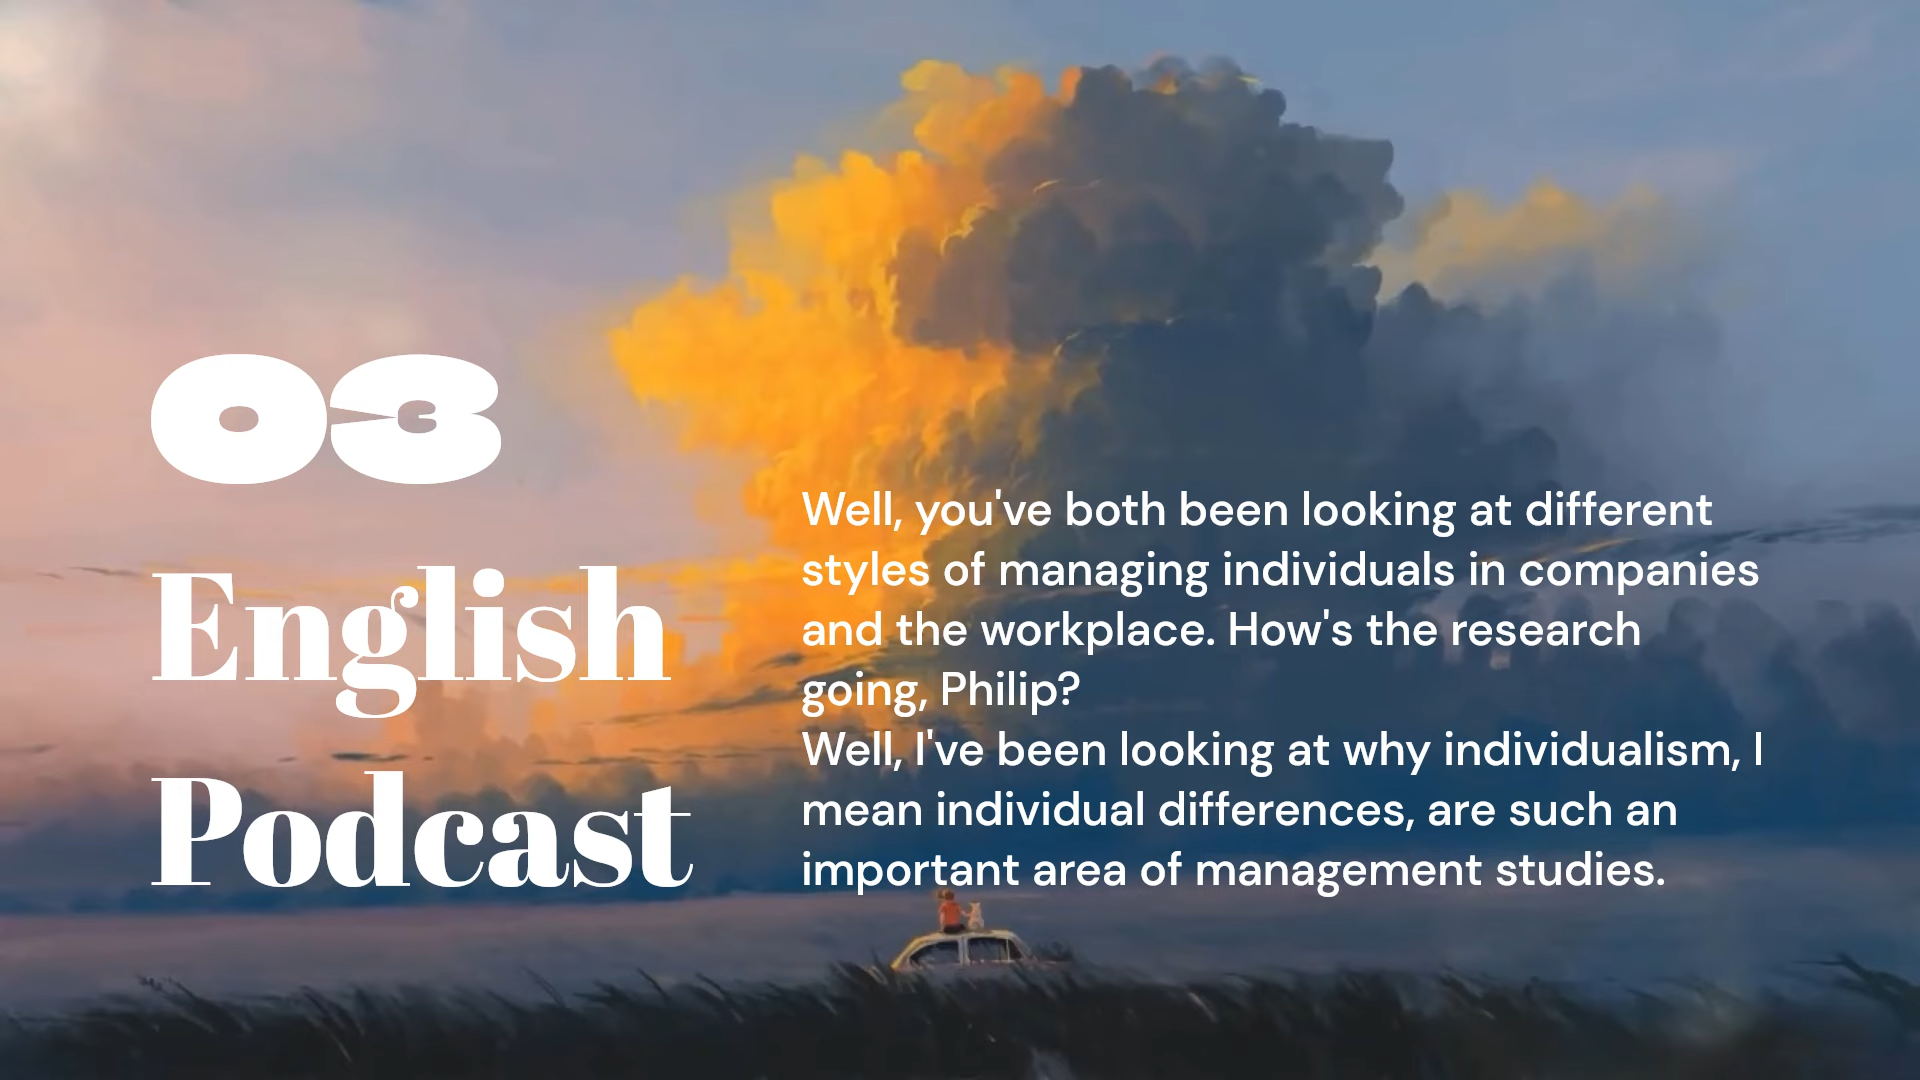 03
English
Podcast
Well, you've both been looking at different
styles of managing individuals in companies
and the workplace. How's the research
going, Philip?
Well, I've been looking at why individualism, I
mean individual differences, are such an
important area of management studies.